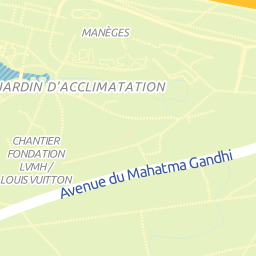 MANÈGES
JARDIN D'ACCLIMATATION
CHANTIER
FONDATION
LVMH /
LOUIS VUITTON
Avenue du Mahatma Gandhi